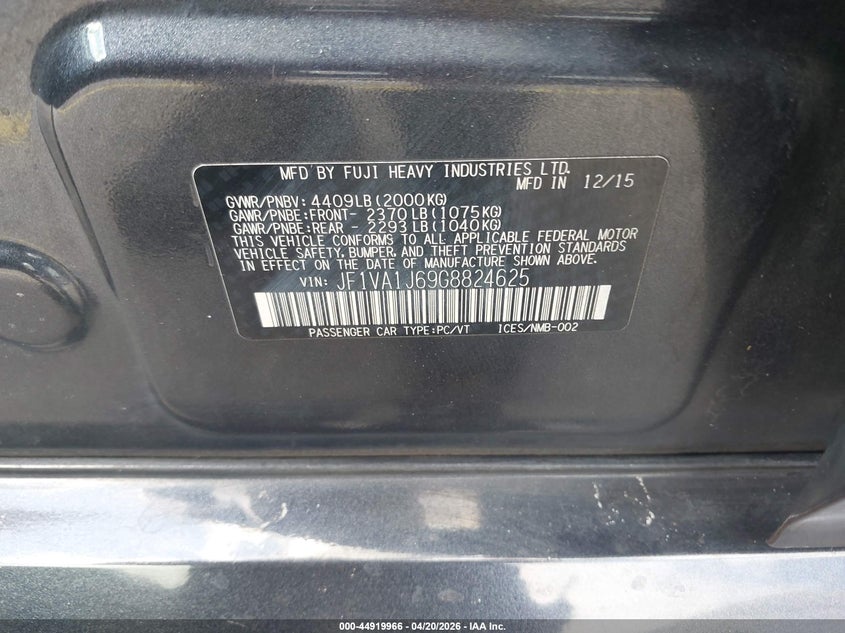 MFD BY FUJI HEAVY INDUSTRIES LTD.
MFD IN 12/15
GVWR/PNBV: 4409LB(2000KG)
GAWR/PNBE:FRONT- 2370LB(1075KG)
GAWR/PNBE:REAR - 2293LB(1040KG)
THIS VEHICLE CONFORMS TO ALL APPLICABLE FEDERAL MOTOR
VEHICLE SAFETY, BUMPER, AND THEFT PREVENTION STANDARDS
IN EFFECT ON THE DATE OF MANUFACTURE SHOWN ABOVE.
VIN: JF1VA1J69G8824625
PASSENGER CAR TYPE:PC/VT ICES/NMB-002
000-44919966 - 04/20/2026 - IAA Inc.